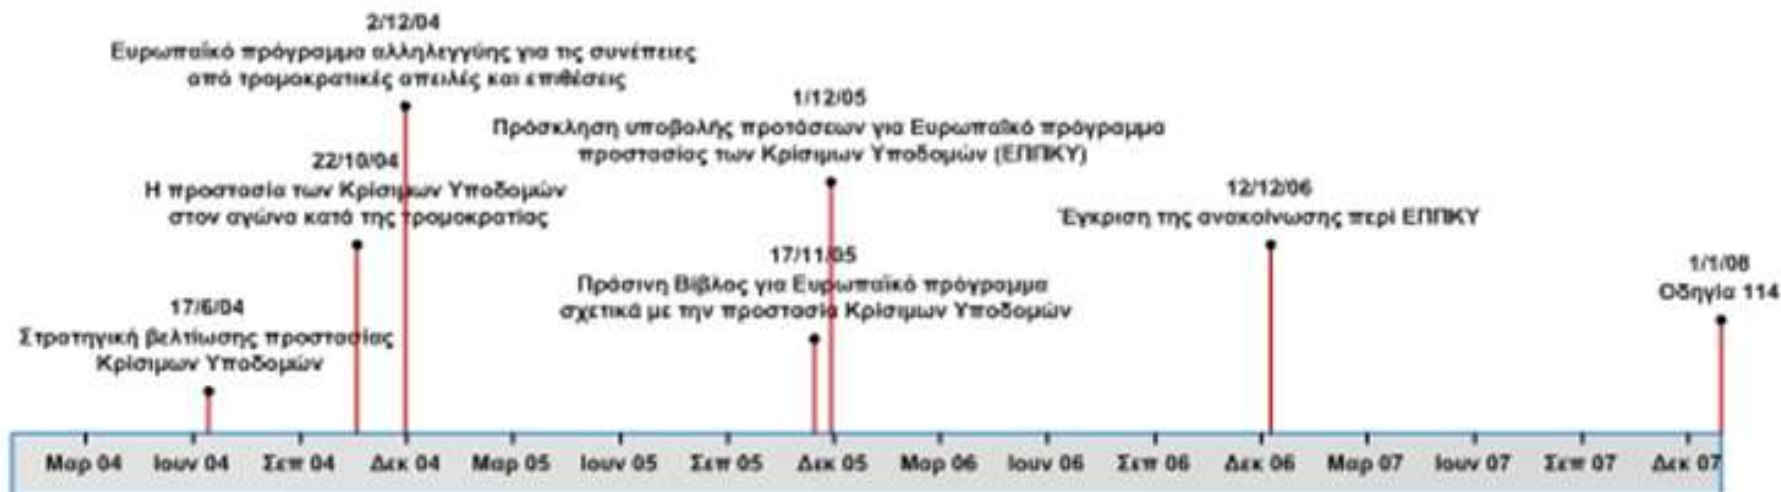 2/12/04
Ευρωπαϊκό πρόγραμμα αλληλεγγύης για τις συνέπειες
από τρομοκρατικές απειλές και επιθέσεις
1/12/05
Πρόσκληση υποβολής προτάσεων για Ευρωπαϊκό πρόγραμμα
προστασίας των Κρίσιμων Υποδομών (ΕΠΠΚΥ)
22/10/04
Η προστασία των Κρίσιμων Υποδομών
στον αγώνα κατά της τρομοκρατίας
12/12/06
Έγκριση της ανακοίνωσης περί ΕΠΠΚΥ
17/11/05
Πράσινη Βίβλος για Ευρωπαϊκό πρόγραμμα
σχετικά με την προστασία Κρίσιμων Υποδομών
1/1/08
Οδηγία 114
17/6/04
Στρατηγική βελτίωσης προστασίας
Κρίσιμων Υποδομών
Μαρ 04 Ιουν 04 Σεπ 04 Δεκ 04 Μαρ 05 Ιουν 05 Σεπ 05 Δεκ 05 Μαρ 06 Ιουν 06 Σεπ 06 Δεκ 06 Μαρ 07 Ιουν 07 Σεπ 07 Δεκ 07